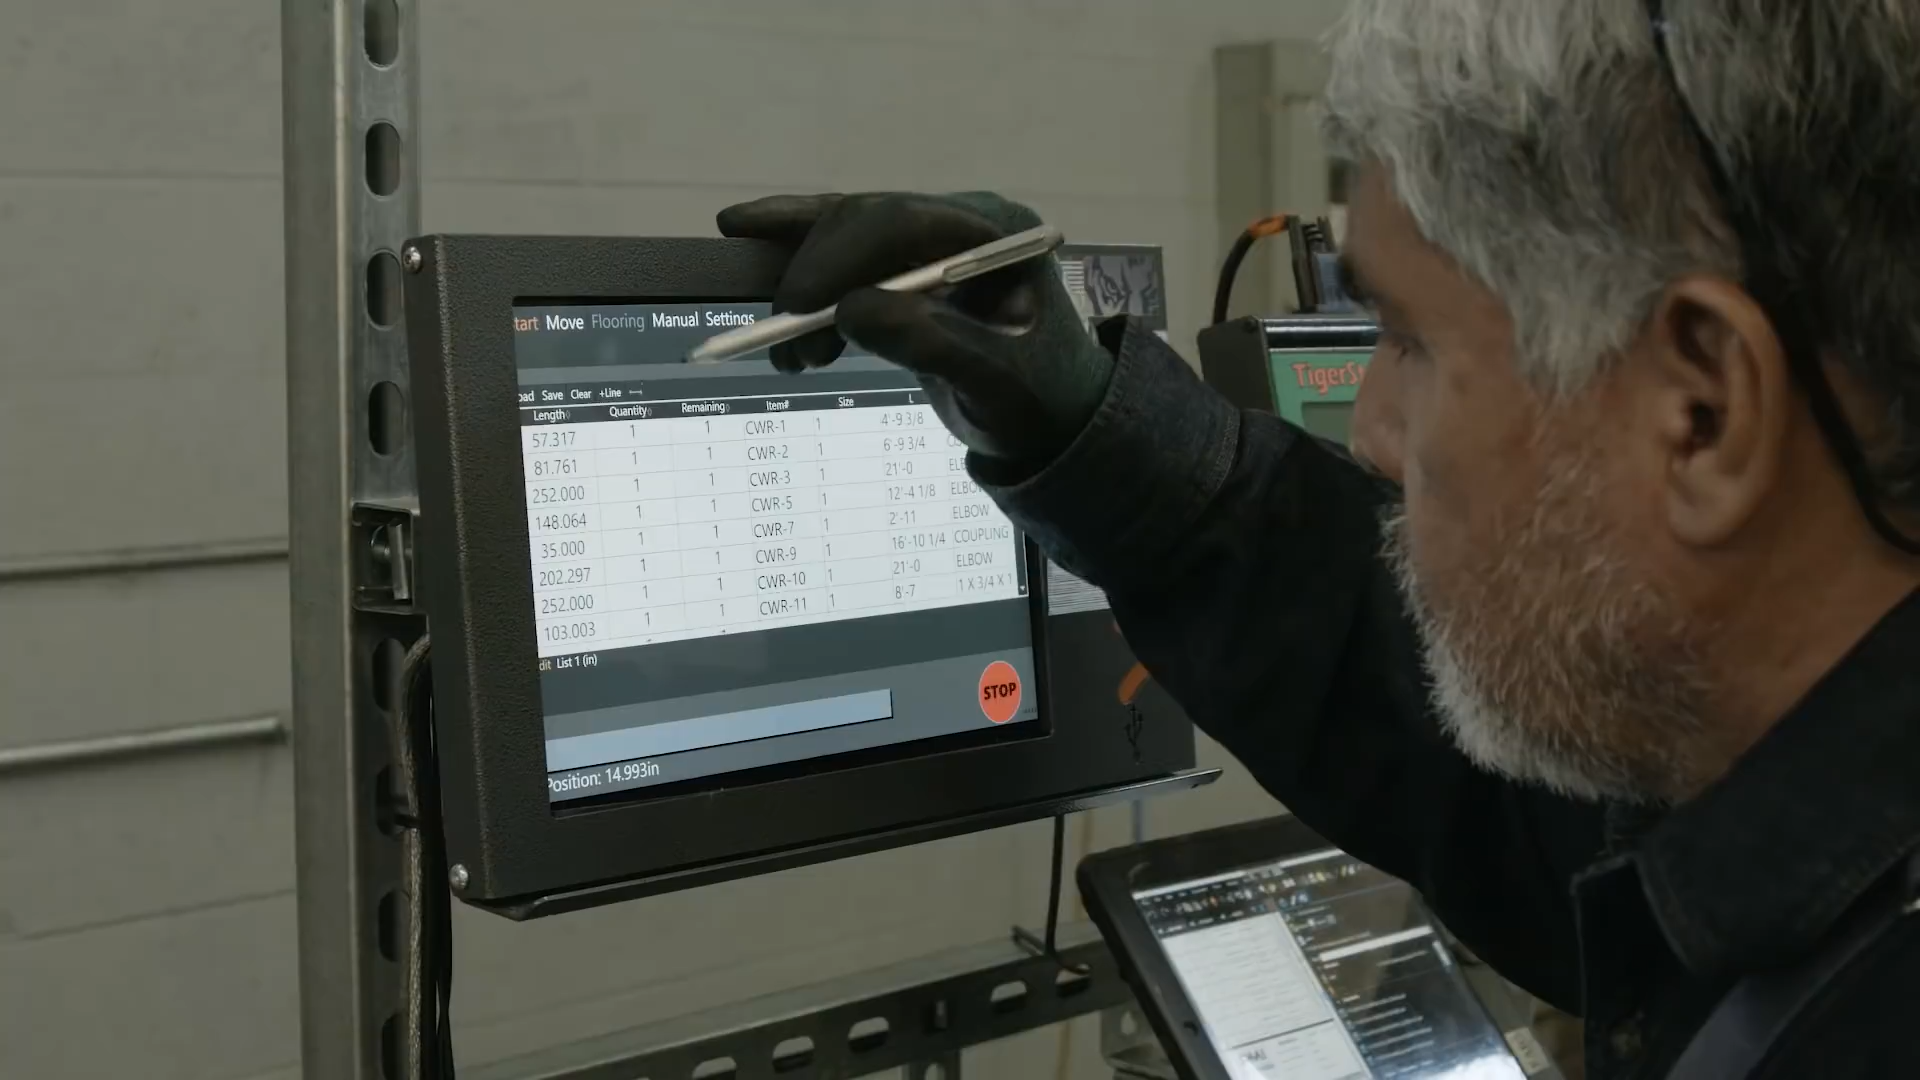 tart Move Flooring Manual Settings
oad Save Clear +Line
Length Quantity Remaining Item# Size L
57.317 1 1 CWR-1 1 4'-9 3/8
81.761 1 1 CWR-2 1 6'-9 3/4 CO
252.000 1 1 CWR-3 1 21'-0 ELB
148.064 1 1 CWR-5 1 12'-4 1/8 ELBO
35.000 1 1 CWR-7 1 2'-11 ELBOW
202.297 1 1 CWR-9 1 16'-10 1/4 COUPLING
252.000 1 1 CWR-10 1 21'-0 ELBOW
103.003 1 1 CWR-11 1 8'-7 1 X 3/4 X 1
dit List 1 (in)
STOP
Position: 14.993in
TigerSt